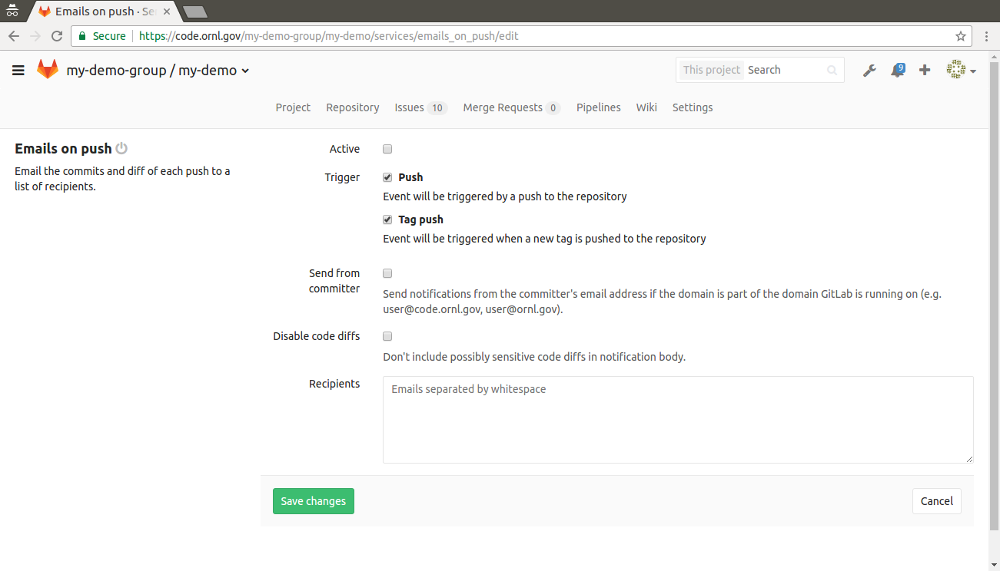 Emails on push · Se
Secure
https://code.ornl.gov/my-demo-group/my-demo/services/emails_on_push/edit
my-demo-group / my-demo
This project Search
9
Project Repository Issues 10 Merge Requests 0 Pipelines Wiki Settings
Emails on push
Email the commits and diff of each push to a
list of recipients.
Active
Trigger
Push
Event will be triggered by a push to the repository
Tag push
Event will be triggered when a new tag is pushed to the repository
Send from
committer
Send notifications from the committer's email address if the domain is part of the domain GitLab is running on (e.g.
user@code.ornl.gov, user@ornl.gov).
Disable code diffs
Don't include possibly sensitive code diffs in notification body.
Recipients
Emails separated by whitespace
Save changes
Cancel